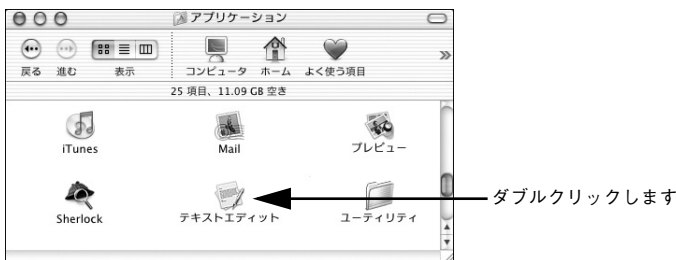 アプリケーション
戻る 進む 表示 コンピュータ ホーム よく使う項目
25 項目、11.09 GB 空き
iTunes Mail プレビュー
Sherlock テキストエディット ユーティリティ
ダブルクリックします